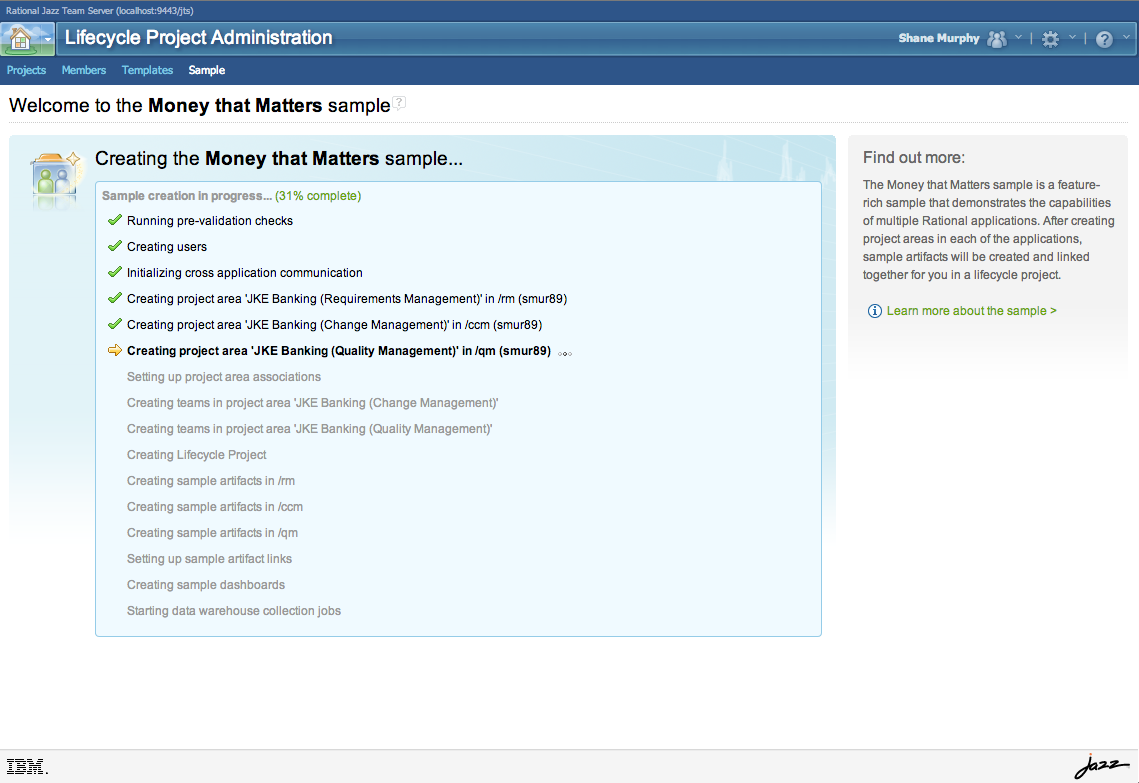 Rational Jazz Team Server (localhost:9443/jts)
Lifecycle Project Administration
Shane Murphy
Projects Members Templates Sample
Welcome to the Money that Matters sample ?
Creating the Money that Matters sample...
Sample creation in progress... (31% complete)
Running pre-validation checks
Creating users
Initializing cross application communication
Creating project area 'JKE Banking (Requirements Management)' in /rm (smur89)
Creating project area 'JKE Banking (Change Management)' in /ccm (smur89)
Creating project area 'JKE Banking (Quality Management)' in /qm (smur89)
Setting up project area associations
Creating teams in project area 'JKE Banking (Change Management)'
Creating teams in project area 'JKE Banking (Quality Management)'
Creating Lifecycle Project
Creating sample artifacts in /rm
Creating sample artifacts in /ccm
Creating sample artifacts in /qm
Setting up sample artifact links
Creating sample dashboards
Starting data warehouse collection jobs
Find out more:
The Money that Matters sample is a feature-
rich sample that demonstrates the capabilities
of multiple Rational applications. After creating
project areas in each of the applications,
sample artifacts will be created and linked
together for you in a lifecycle project.
Learn more about the sample >
IBM.
jazz